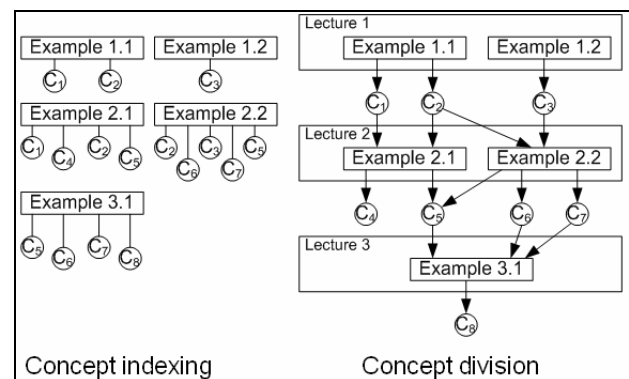 Example 1.1
Example 1.2
C₁
C₂
C₃
Example 2.1
Example 2.2
C₁
C₄
C₂
C₅
C₂
C₆
C₃
C₇
C₅
Example 3.1
C₅
C₆
C₇
C₈
Concept indexing
Lecture 1
Example 1.1
Example 1.2
C₁
C₂
C₃
Lecture 2
Example 2.1
Example 2.2
C₄
C₅
C₆
C₇
Lecture 3
Example 3.1
C₈
Concept division